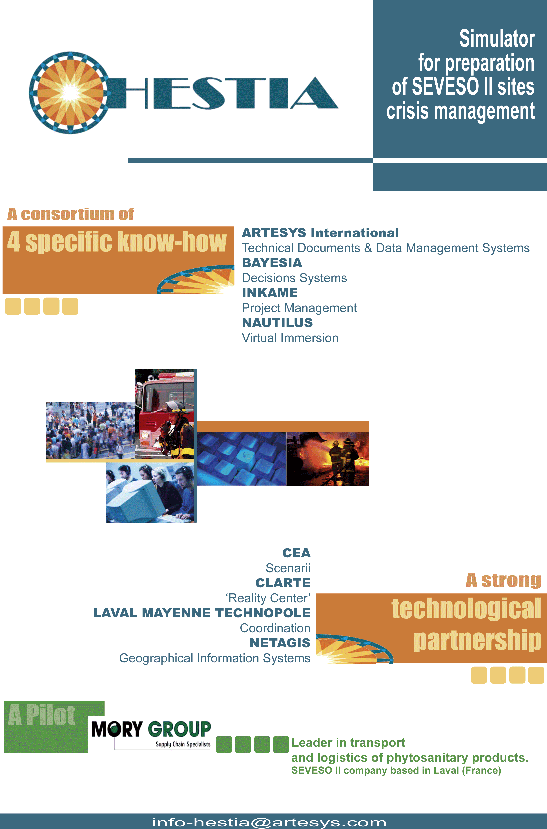 HESTIA
Simulator
for preparation
of SEVESO II sites
crisis management
A consortium of
4 specific know-how
ARTESYS International
Technical Documents & Data Management Systems
BAYESIA
Decisions Systems
INKAME
Project Management
NAUTILUS
Virtual Immersion
CEA
Scenarii
CLARTE
‘Reality Center’
LAVAL MAYENNE TECHNOPOLE
Coordination
NETAGIS
Geographical Information Systems
A strong
technological
partnership
A Pilot
MORY GROUP
Supply Chain Specialists
Leader in transport
and logistics of phytosanitary products.
SEVESO II company based in Laval (France)
info-hestia@artesys.com